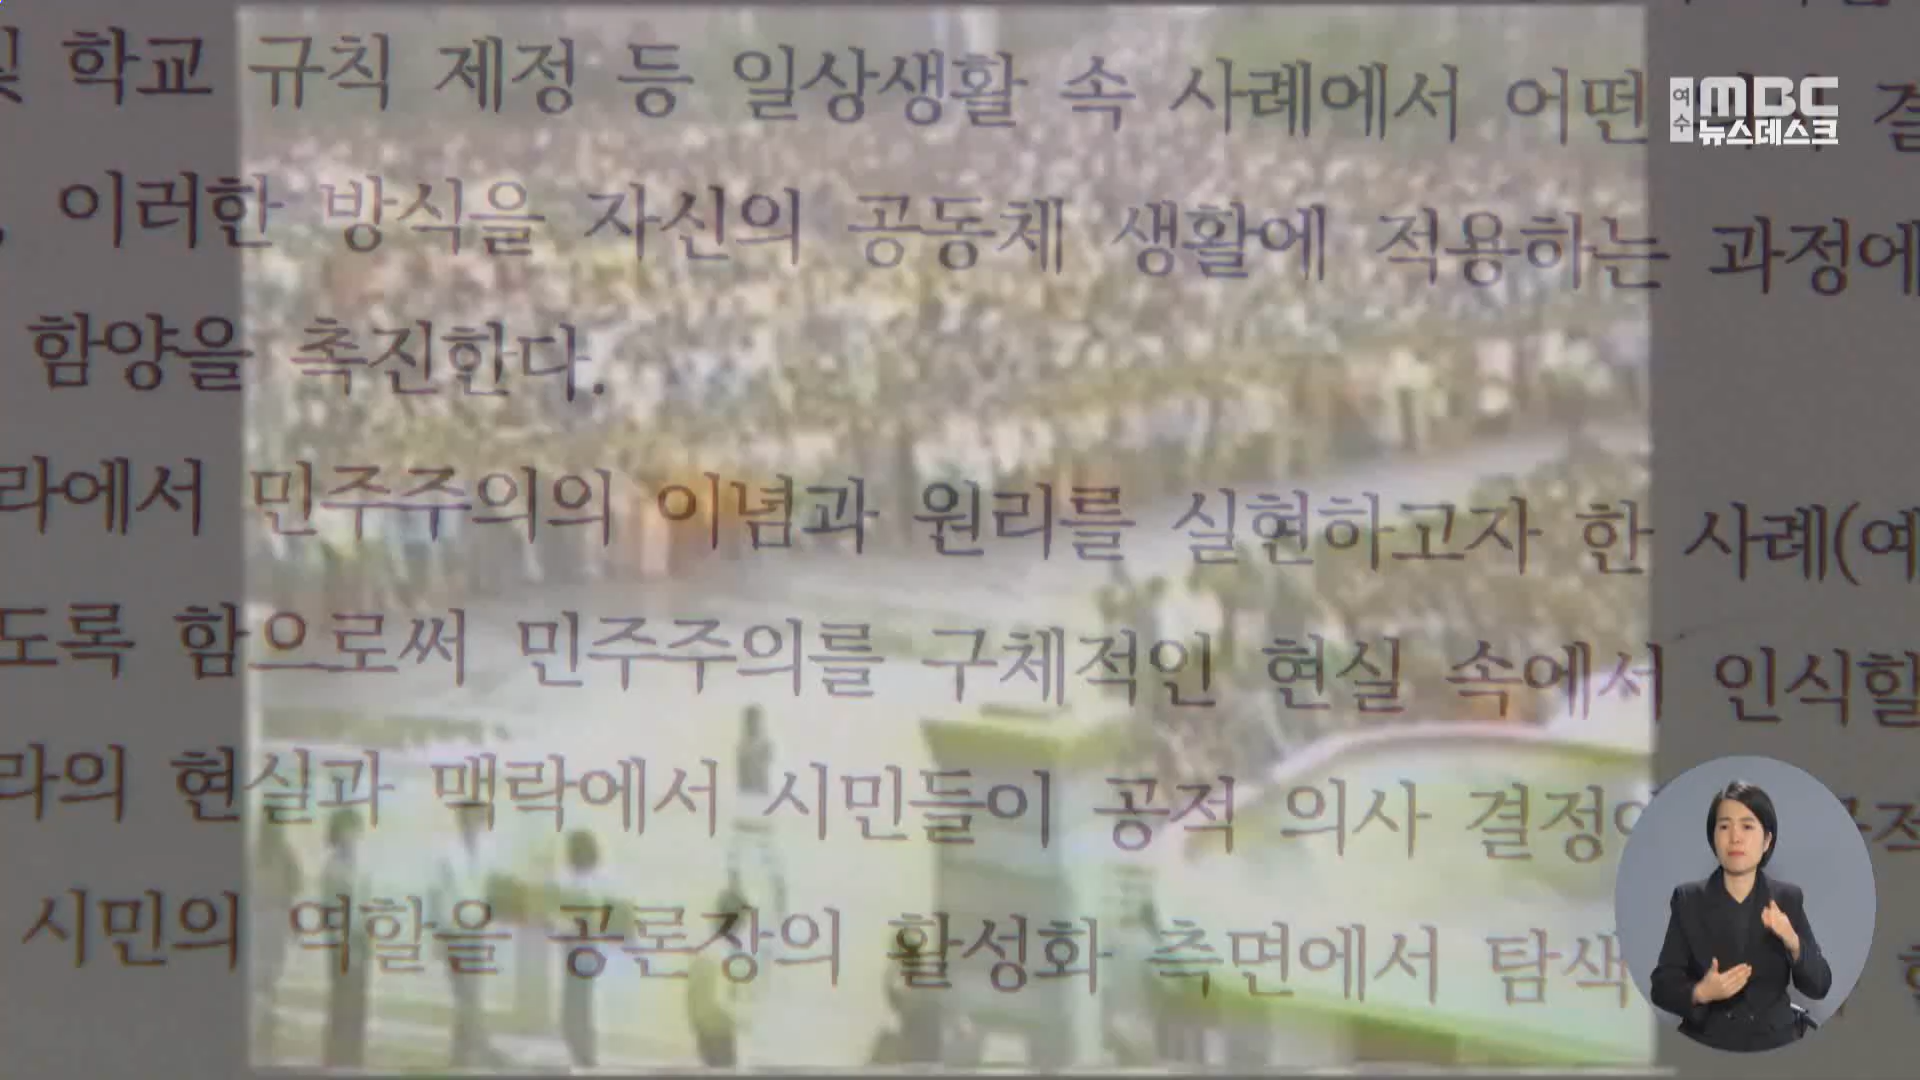 및 학교 규칙 제정 등 일상생활 속 사례에서 어떤
이러한 방식을 자신의 공동체 생활에 적용하는 과정에
함양을 촉진한다.
라에서 민주주의의 이념과 원리를 실현하고자 한 사례(예
도록 함으로써 민주주의를 구체적인 현실 속에서 인식할
라의 현실과 맥락에서 시민들이 공적 의사 결정
시민의 역할을 공론장의 활성화 측면에서 탐색
여수 MBC
뉴스데스크